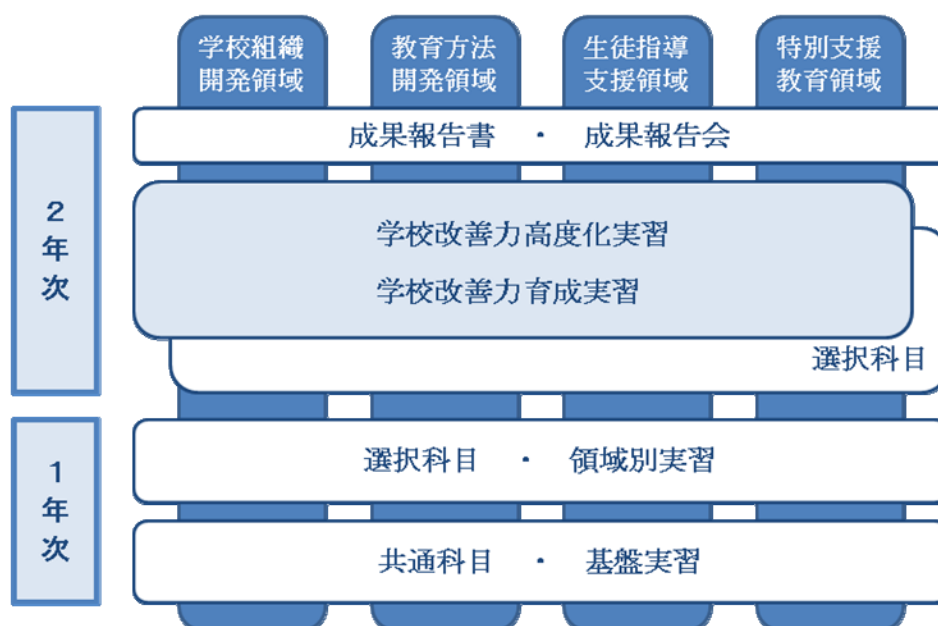 学校組織
開発領域
教育方法
開発領域
生徒指導
支援領域
特別支援
教育領域
2年次
成果報告書 ・ 成果報告会
学校改善力高度化実習
学校改善力育成実習
選択科目
1年次
選択科目 ・ 領域別実習
共通科目 ・ 基盤実習